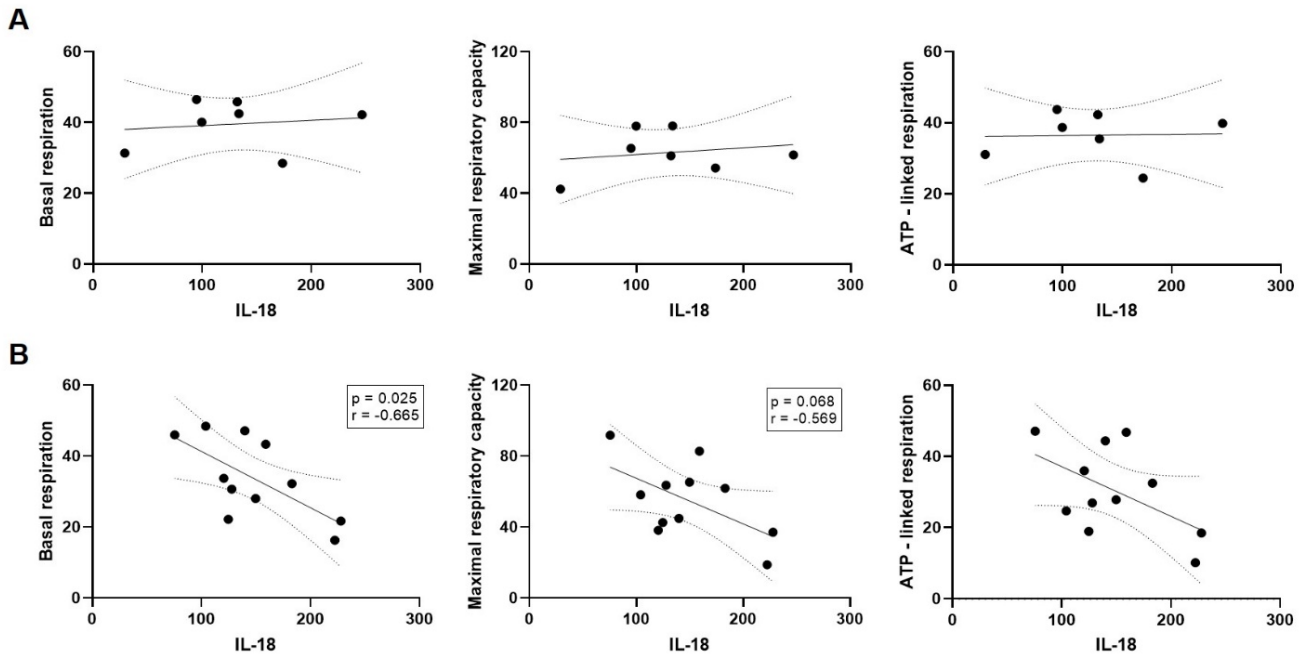 A
Basal respiration
60
40
20
0
0 100 200 300
IL-18
Maximal respiratory capacity
120
80
40
0
0 100 200 300
IL-18
ATP - linked respiration
60
40
20
0
0 100 200 300
IL-18
B
Basal respiration
60
40
20
0
0 100 200 300
IL-18
p = 0.025
r = -0.665
Maximal respiratory capacity
120
80
40
0
0 100 200 300
IL-18
p = 0.068
r = -0.569
ATP - linked respiration
60
40
20
0
0 100 200 300
IL-18